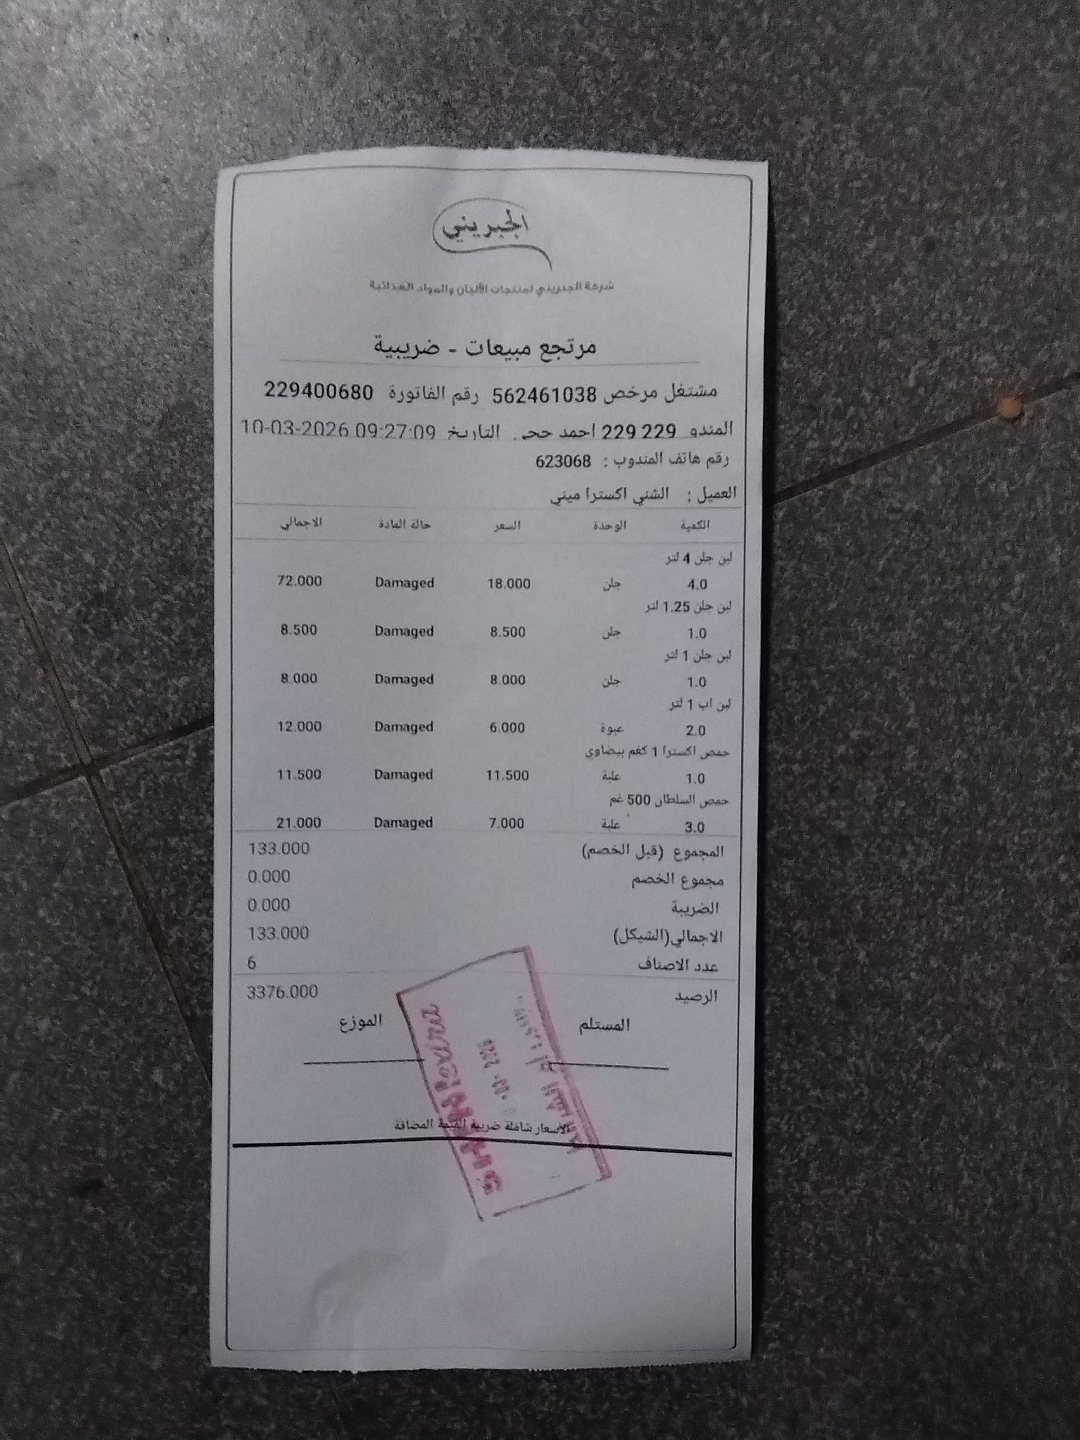 الجبريني
شركة الجبريني لمنتجات الألبان والمواد الغذائية
مرتجع مبيعات - ضريبية
مشتغل مرخص 562461038 رقم الفاتورة 229400680
المندو 229 229 احمد حجي. التاريخ 10-03-2026 09:27:09
رقم هاتف المندوب : 623068
العميل : الشني اكسترا ميني
الكمية الوحدة السعر حالة المادة الاجمالي
لبن جلن 4 لتر
4.0 جلن 18.000 Damaged 72.000
لبن جلن 1.25 لتر
1.0 جلن 8.500 Damaged 8.500
لبن جلن 1 لتر
1.0 جلن 8.000 Damaged 8.000
لبن اب 1 لتر
2.0 عبوة 6.000 Damaged 12.000
حمص اكسترا 1 كغم بيضاوي
1.0 علبة 11.500 Damaged 11.500
حمص السلطان 500 غم
3.0 علبة 7.000 Damaged 21.000
المجموع (قبل الخصم) 133.000
مجموع الخصم 0.000
الضريبة 0.000
الاجمالي(الشيكل) 133.000
عدد الاصناف 6
الرصيد 3376.000
المستلم الموزع
الأسعار شاملة ضريبة القيمة المضافة